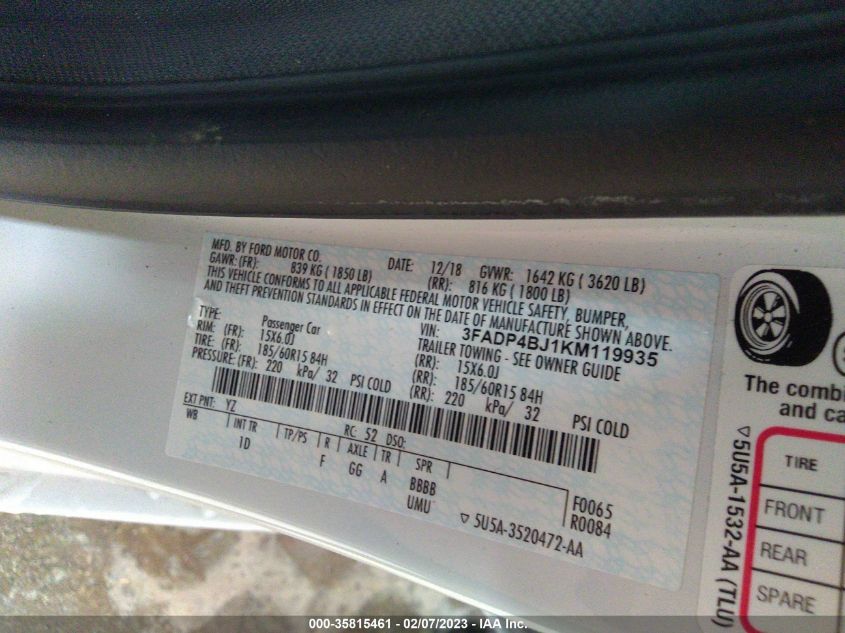 MFD. BY FORD MOTOR CO.
DATE: 12/18 GVWR: 1642 KG ( 3620 LB)
GAWR: (FR): 839 KG ( 1850 LB) (RR): 816 KG ( 1800 LB)
THIS VEHICLE CONFORMS TO ALL APPLICABLE FEDERAL MOTOR VEHICLE SAFETY, BUMPER,
AND THEFT PREVENTION STANDARDS IN EFFECT ON THE DATE OF MANUFACTURE SHOWN ABOVE.
VIN: 3FADP4BJ1KM119935
TYPE: Passenger Car TRAILER TOWING - SEE OWNER GUIDE
RIM: (FR): 15X6.0J (RR): 15X6.0J
TIRE: (FR): 185/60R15 84H (RR): 185/60R15 84H
PRESSURE: (FR): 220 kPa/ 32 PSI COLD (RR): 220 kPa/ 32 PSI COLD
EXT PNT: YZ RC: 52 DSO:
WB INT TR TP/PS R AXLE TR SPR
1D F GG A BBBB
UMU
F0065
R0084
▽ 5U5A-3520472-AA
The combi
and ca
▽5U5A-1532-AA (TLU)
TIRE
FRONT
REAR
SPARE
000-35815461 - 02/07/2023 - IAA Inc.